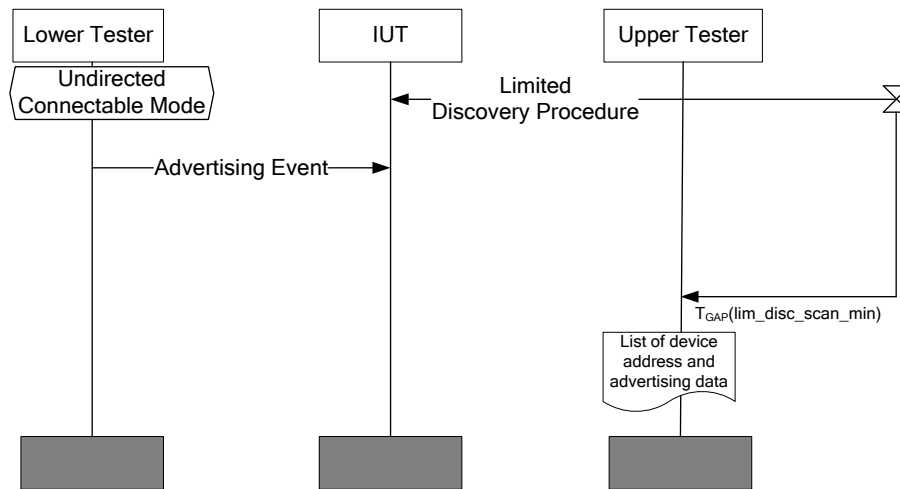 Lower Tester
IUT
Upper Tester
Undirected
Connectable Mode
Limited
Discovery Procedure
Advertising Event
TGAP(lim_disc_scan_min)
List of device
address and
advertising data